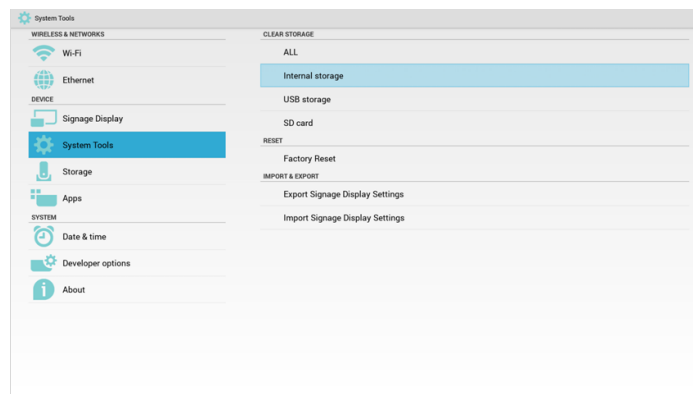 System Tools
WIRELESS & NETWORKS
Wi-Fi
Ethernet
DEVICE
Signage Display
System Tools
Storage
Apps
SYSTEM
Date & time
Developer options
About
CLEAR STORAGE
ALL
Internal storage
USB storage
SD card
RESET
Factory Reset
IMPORT & EXPORT
Export Signage Display Settings
Import Signage Display Settings